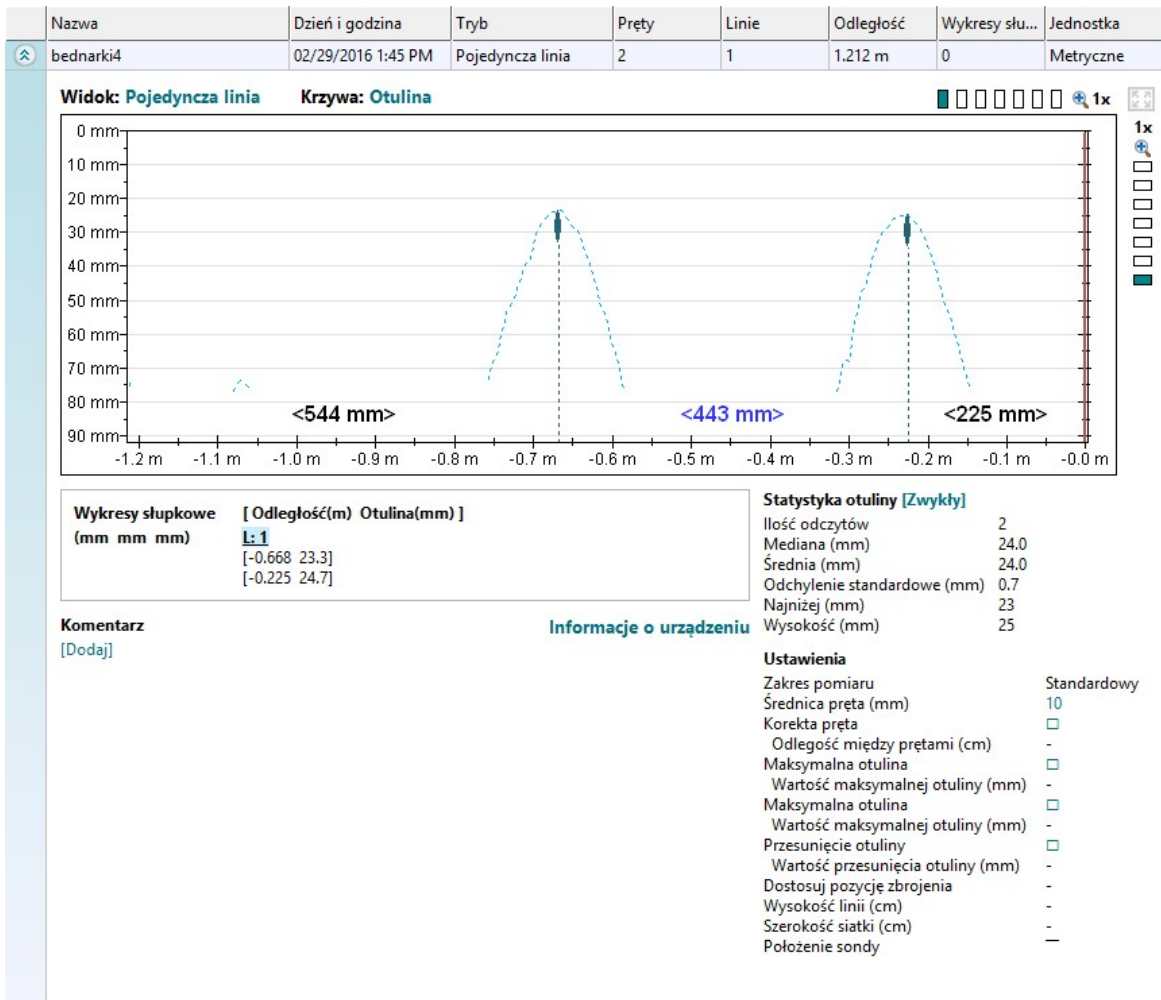 Nazwa Dzień i godzina Tryb Pręty Linie Odległość Wykresy słu... Jednostka
bednarki4 02/29/2016 1:45 PM Pojedyncza linia 2 1 1.212 m 0 Metryczne
Widok: Pojedyncza linia Krzywa: Otulina 1x
1x
0 mm
10 mm
20 mm
30 mm
40 mm
50 mm
60 mm
70 mm
80 mm
90 mm
<544 mm> <443 mm> <225 mm>
-1.2 m -1.1 m -1.0 m -0.9 m -0.8 m -0.7 m -0.6 m -0.5 m -0.4 m -0.3 m -0.2 m -0.1 m -0.0 m
Wykresy słupkowe [ Odległość(m) Otulina(mm) ]
(mm mm mm) L: 1
[-0.668 23.3]
[-0.225 24.7]
Komentarz
[Dodaj]
Informacje o urządzeniu
Statystyka otuliny [Zwykły]
Ilość odczytów 2
Mediana (mm) 24.0
Średnia (mm) 24.0
Odchylenie standardowe (mm) 0.7
Najniżej (mm) 23
Wysokość (mm) 25
Ustawienia
Zakres pomiaru Standardowy
Średnica pręta (mm) 10
Korekta pręta
Odlegość między prętami (cm) -
Maksymalna otulina
Wartość maksymalnej otuliny (mm) -
Maksymalna otulina
Wartość maksymalnej otuliny (mm) -
Przesunięcie otuliny
Wartość przesunięcia otuliny (mm) -
Dostosuj pozycję zbrojenia -
Wysokość linii (cm) -
Szerokość siatki (cm) -
Położenie sondy —